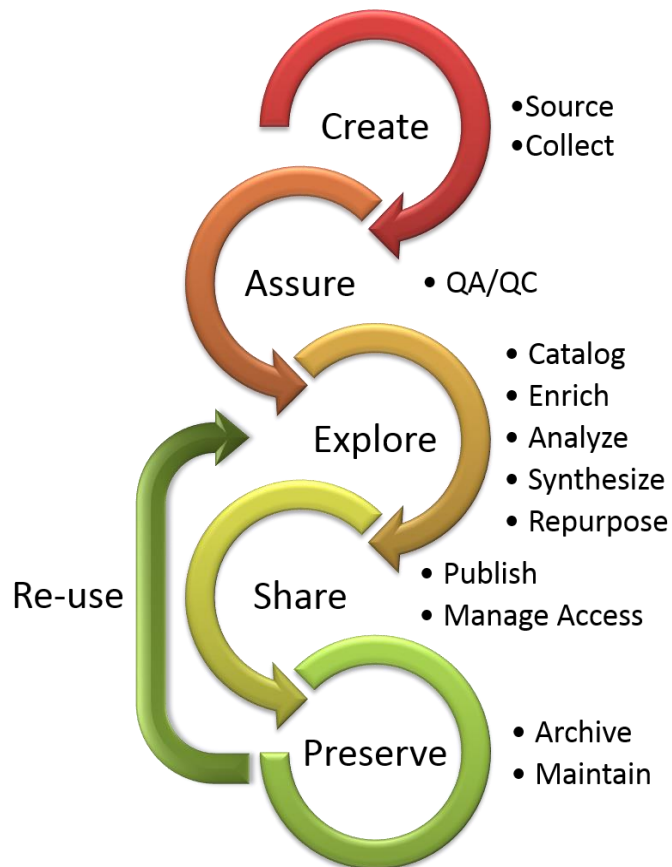 Create
•Source
•Collect
Assure
• QA/QC
Explore
• Catalog
• Enrich
• Analyze
• Synthesize
• Repurpose
Re-use
Share
• Publish
• Manage Access
Preserve
• Archive
• Maintain